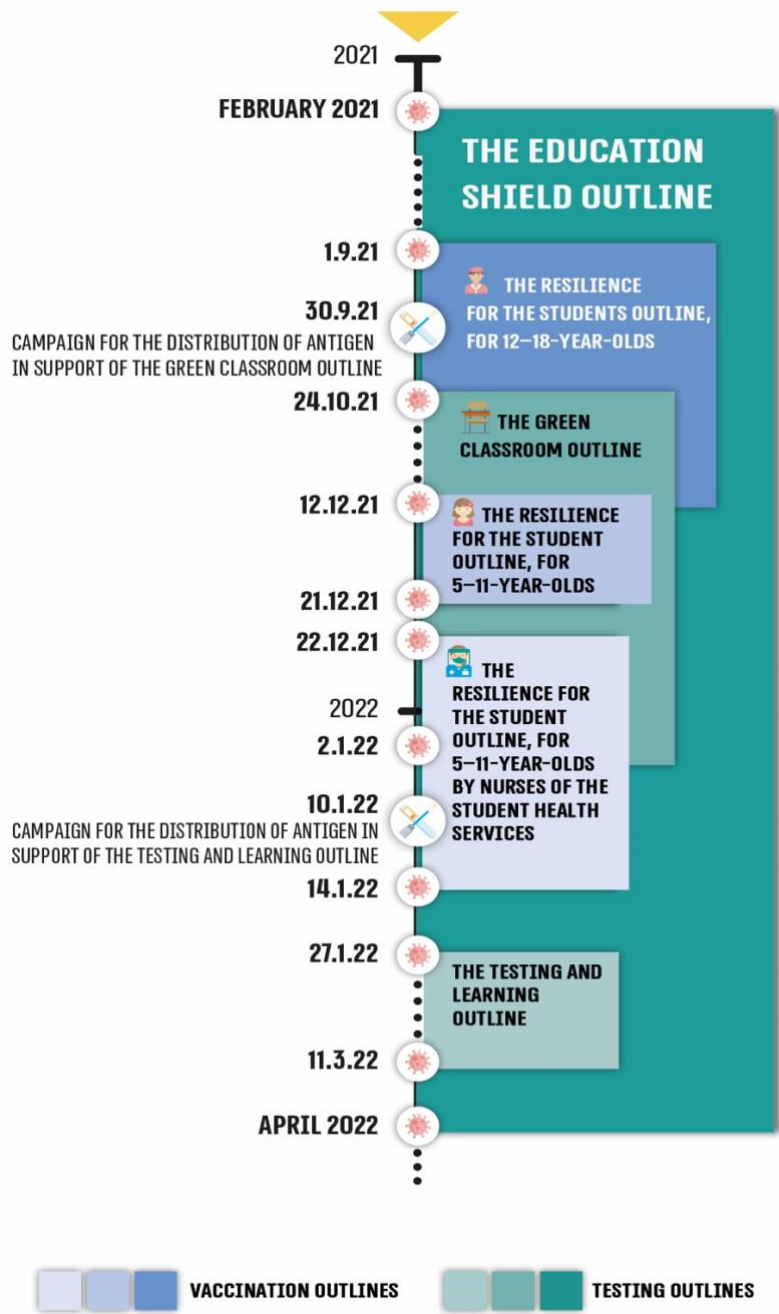 2021
FEBRUARY 2021
THE EDUCATION
SHIELD OUTLINE
1.9.21
THE RESILIENCE
FOR THE STUDENTS OUTLINE,
FOR 12–18-YEAR-OLDS
30.9.21
CAMPAIGN FOR THE DISTRIBUTION OF ANTIGEN
IN SUPPORT OF THE GREEN CLASSROOM OUTLINE
24.10.21
THE GREEN
CLASSROOM OUTLINE
12.12.21
THE RESILIENCE
FOR THE STUDENT
OUTLINE, FOR
5–11-YEAR-OLDS
21.12.21
22.12.21
THE
RESILIENCE FOR
THE STUDENT
OUTLINE, FOR
5–11-YEAR-OLDS
BY NURSES OF THE
STUDENT HEALTH
SERVICES
2022
2.1.22
10.1.22
CAMPAIGN FOR THE DISTRIBUTION OF ANTIGEN IN
SUPPORT OF THE TESTING AND LEARNING OUTLINE
14.1.22
27.1.22
THE TESTING AND
LEARNING
OUTLINE
11.3.22
APRIL 2022
VACCINATION OUTLINES
TESTING OUTLINES